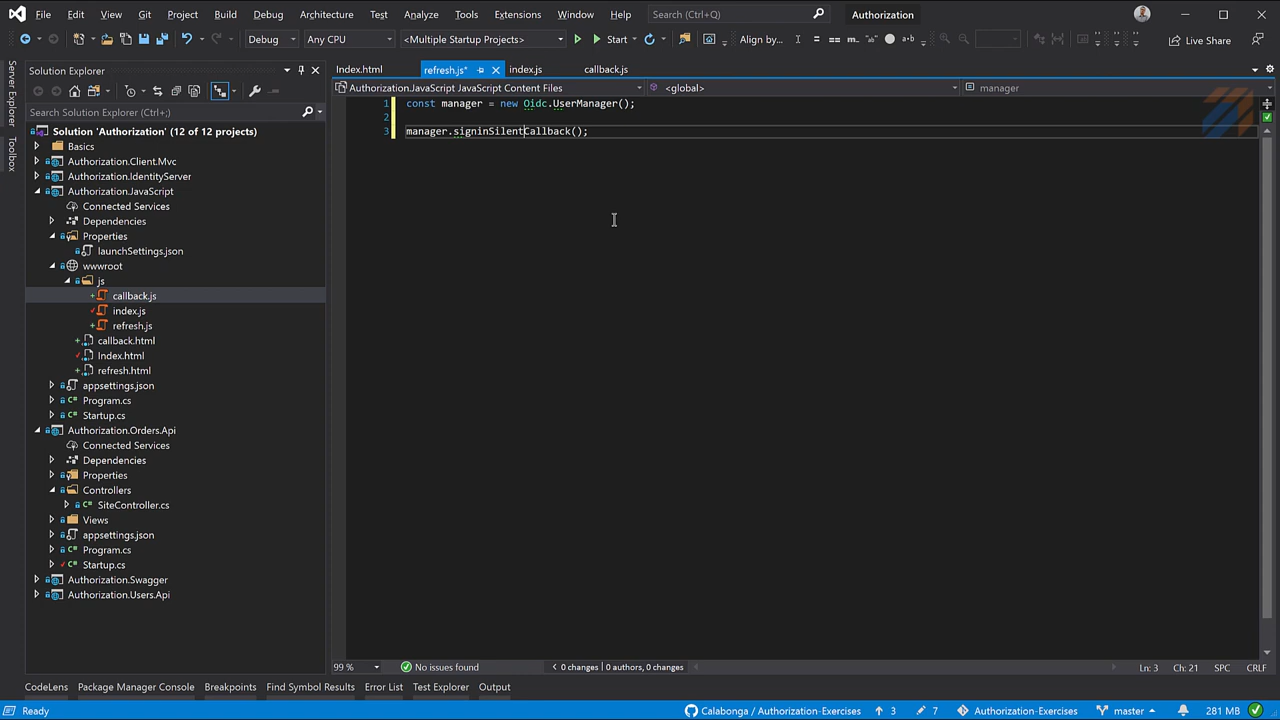 File Edit View Git Project Build Debug Architecture Test Analyze Tools Extensions Window Help Search (Ctrl+Q) Authorization
Debug Any CPU <Multiple Startup Projects> Start Align by... Live Share
Server Explorer
Toolbox
Solution Explorer
Search Solution Explorer (Ctrl+;)
Solution 'Authorization' (12 of 12 projects)
Basics
Authorization.Client.Mvc
Authorization.IdentityServer
Authorization.JavaScript
Connected Services
Dependencies
Properties
launchSettings.json
wwwroot
js
callback.js
index.js
refresh.js
callback.html
Index.html
refresh.html
appsettings.json
Program.cs
Startup.cs
Authorization.Orders.Api
Connected Services
Dependencies
Properties
Controllers
SiteController.cs
Views
appsettings.json
Program.cs
Startup.cs
Authorization.Swagger
Authorization.Users.Api
Index.html refresh.js* index.js callback.js
Authorization.JavaScript JavaScript Content Files <global> manager
1 const manager = new Oidc.UserManager();
2
3 manager.signinSilentCallback();
99 % No issues found 0 changes | 0 authors, 0 changes Ln: 3 Ch: 21 SPC CRLF
CodeLens Package Manager Console Breakpoints Find Symbol Results Error List Test Explorer Output
Ready Calabonga / Authorization-Exercises 3 7 Authorization-Exercises master 281 MB